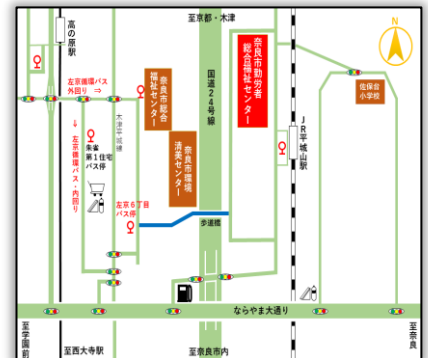 至京都・木津
N
高の原駅
左京循環バス
外回り ⇒
奈良市総合
福祉センター
国道24号線
奈良市勤労者
総合福祉センター
佐保台
小学校
⇒ 左京循環バス・内回り
朱雀
第1住宅
バス停
木津平城線
奈良市環境
清美センター
JR平城山駅
左京6丁目
バス停
歩道橋
ならやま大通り
至学園前
至西大寺駅
至奈良市内
至奈良